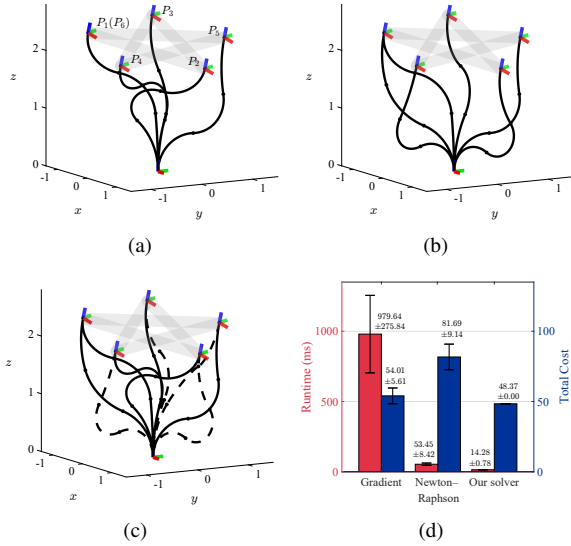 P1(P6)
P3
P5
P4
P2
2
1
0
z
-1
0
1
x
-1
0
1
y
(a)
2
1
0
z
-1
0
1
x
-1
0
1
y
(b)
2
1
0
z
-1
0
1
x
-1
0
1
y
(c)
Runtime (ms)
1000
500
0
979.64
±275.84
54.01
±5.61
53.45
±8.42
81.69
±9.14
14.28
±0.78
48.37
±0.00
100
50
0
Total Cost
Gradient
Newton–
Raphson
Our solver
(d)